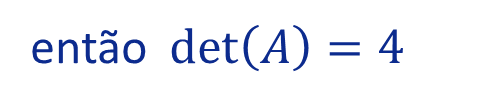 então det(A) = 4